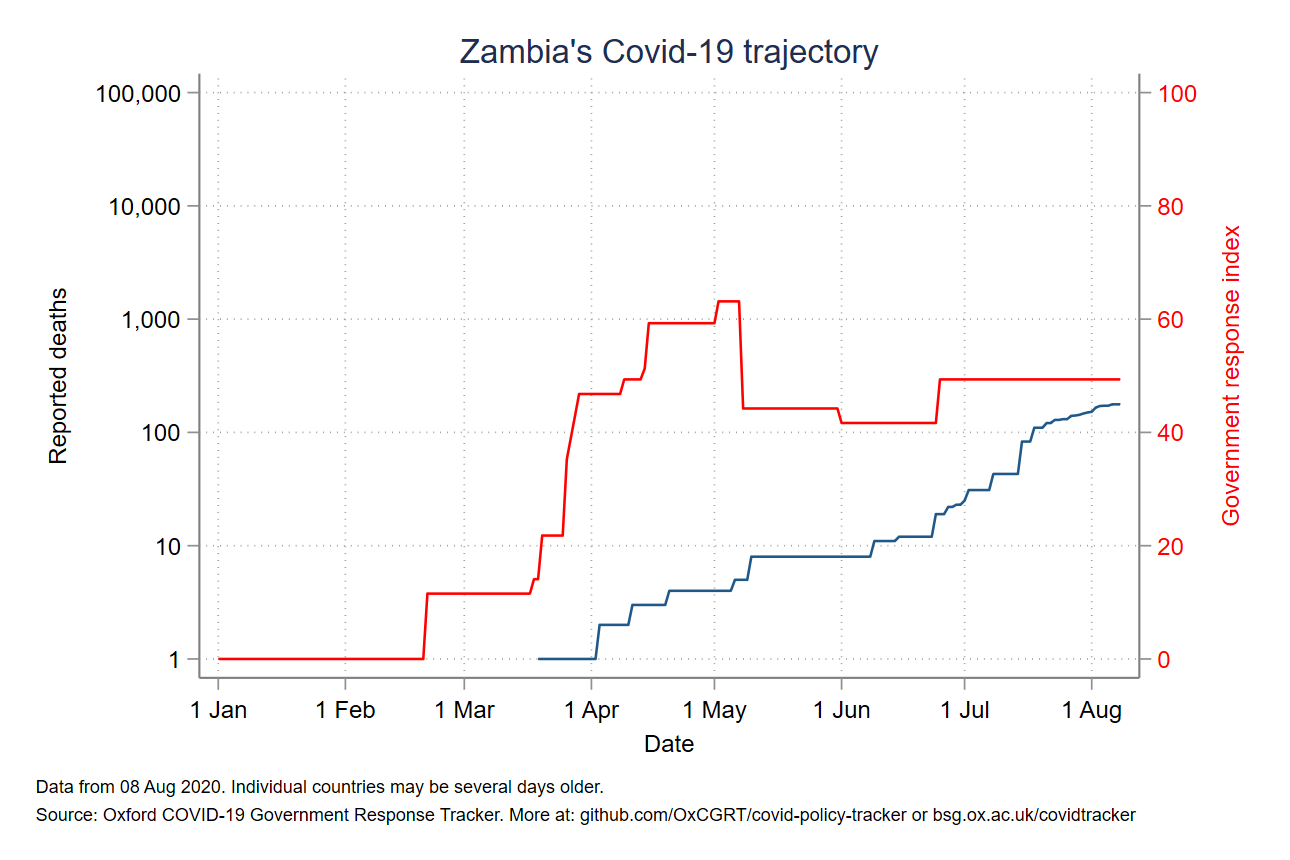 Zambia's Covid-19 trajectory
100,000
10,000
1,000
100
10
1
Reported deaths
100
80
60
40
20
0
Government response index
1 Jan 1 Feb 1 Mar 1 Apr 1 May 1 Jun 1 Jul 1 Aug
Date
Data from 08 Aug 2020. Individual countries may be several days older.
Source: Oxford COVID-19 Government Response Tracker. More at: github.com/OxCGRT/covid-policy-tracker or bsg.ox.ac.uk/covidtracker